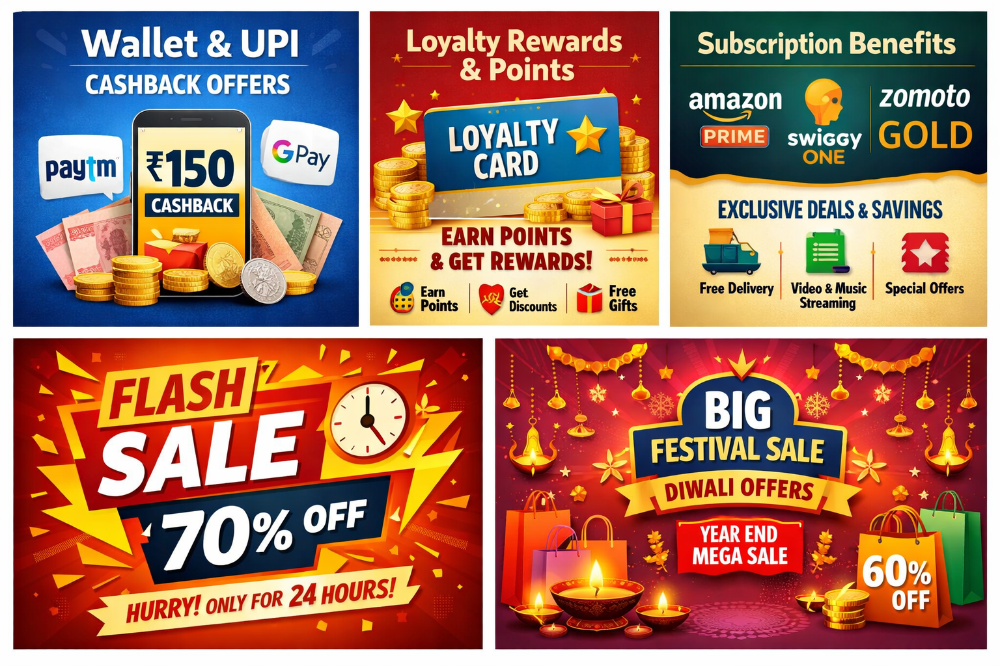 Wallet & UPI
CASHBACK OFFERS
paytm
₹150
CASHBACK
G Pay
Loyalty Rewards
& Points
LOYALTY
CARD
EARN POINTS
& GET REWARDS!
Earn
Points
Get
Discounts
Free
Gifts
Subscription Benefits
amazon
PRIME
swiggy
ONE
zomoto
GOLD
EXCLUSIVE DEALS & SAVINGS
Free Delivery
Video & Music
Streaming
Special Offers
FLASH
SALE
70% OFF
HURRY! ONLY FOR 24 HOURS!
BIG
FESTIVAL SALE
DIWALI OFFERS
YEAR END
MEGA SALE
60%
OFF